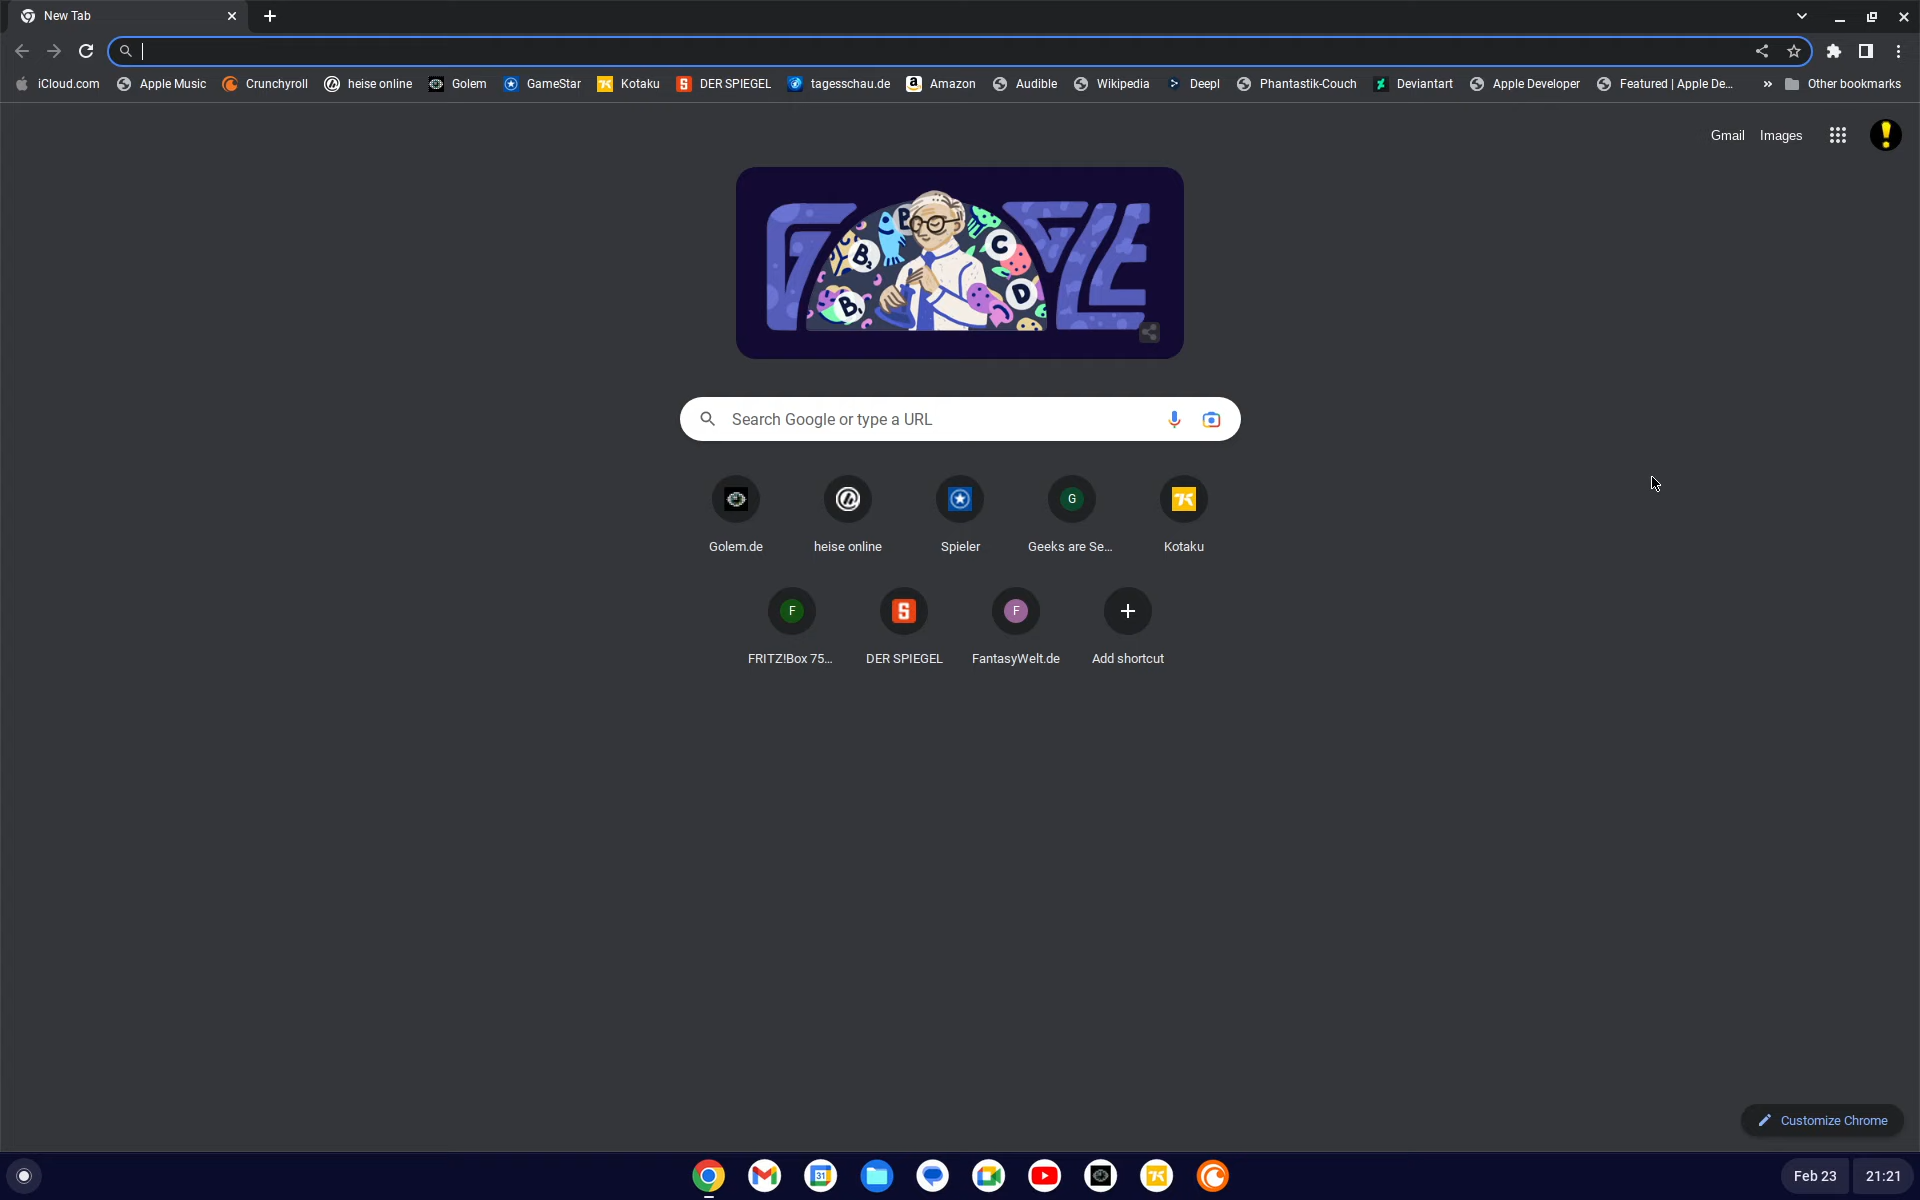 New Tab
iCloud.com Apple Music Crunchyroll heise online Golem GameStar Kotaku DER SPIEGEL tagesschau.de Amazon Audible Wikipedia Deepl Phantastik-Couch Deviantart Apple Developer Featured | Apple De... » Other bookmarks
Gmail Images
B₂ C
B₁ D
Search Google or type a URL
G
Golem.de heise online Spieler Geeks are Se... Kotaku
F S F
FRITZ!Box 75... DER SPIEGEL FantasyWelt.de Add shortcut
Customize Chrome
31
Feb 23 21:21